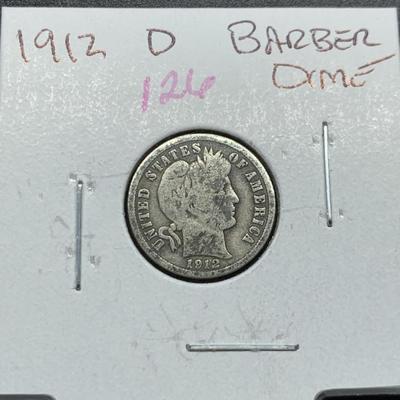 1912 D BARBER
126 DIME
UNITED STATES OF AMERICA
1912